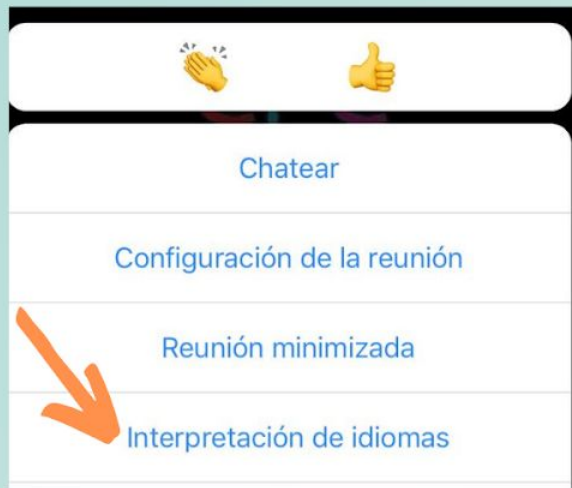 Chatear
Configuración de la reunión
Reunión minimizada
Interpretación de idiomas